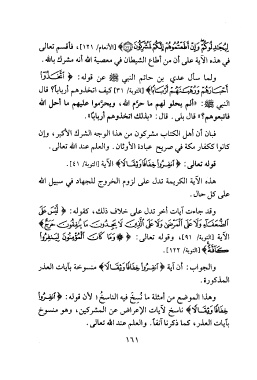 لِيُجَٰدِلُوكُمْ وَإِنْ أَطَعْتُمُوهُمْ إِنَّكُمْ لَمُشْرِكُونَ ﴾ [الأنعام/ ١٢١]، فأقسم تعالى
في هذه الآية على أن من أطاع الشيطان في معصية الله أنه مشرك بالله.
ولما سأل عدي بن حاتم النبي ﷺ عن قوله: ﴿ ٱتَّخَذُوٓا۟
أَحْبَارَهُمْ وَرُهْبَٰنَهُمْ أَرْبَابًا ﴾ [التوبة/ ٣١] كيف اتخذوهم أرباباً؟ قال
النبي ﷺ: "ألم يحلوا لهم ما حرَّم الله، ويحرِّموا عليهم ما أحل الله
فاتبعوهم؟" قال بلى. قال: "بذلك اتخذوهم أرباباً".
فبان أن أهل الكتاب مشركون من هذا الوجه الشرك الأكبر، وإن
كانوا كفار مكة في صريح عبادة الأوثان. والعلم عند الله تعالى.
قوله تعالى: ﴿ ٱنفِرُوا۟ خِفَافًا وَثِقَالًا ﴾ الآية [التوبة/ ٤١].
هذه الآية الكريمة تدل على لزوم الخروج للجهاد في سبيل الله
على كل حال.
وقد جاءت آيات أخر تدل على خلاف ذلك، كقوله: ﴿ لَّيْسَ عَلَى
ٱلضُّعَفَآءِ وَلَا عَلَى ٱلْمَرْضَىٰ وَلَا عَلَى ٱلَّذِينَ لَا يَجِدُونَ مَا يُنفِقُونَ حَرَجٌ ﴾
الآية [التوبة/ ٩١]، وقوله تعالى: ﴿ وَمَا كَانَ ٱلْمُؤْمِنُونَ لِيَنفِرُوا۟
كَآفَّةً ﴾ [التوبة/ ١٢٢].
والجواب: أن آية ﴿ ٱنفِرُوا۟ خِفَافًا وَثِقَالًا ﴾ منسوخة بآيات العذر
المذكورة.
وهذا الموضع من أمثلة ما نُسِخَ فيه الناسخ؛ لأن قوله: ﴿ ٱنفِرُوا۟
خِفَافًا وَثِقَالًا ﴾ ناسخ لآيات الإعراض عن المشركين، وهو منسوخ
بآيات العذر، كما ذكرنا آنفاً. والعلم عند الله تعالى.
١٦١